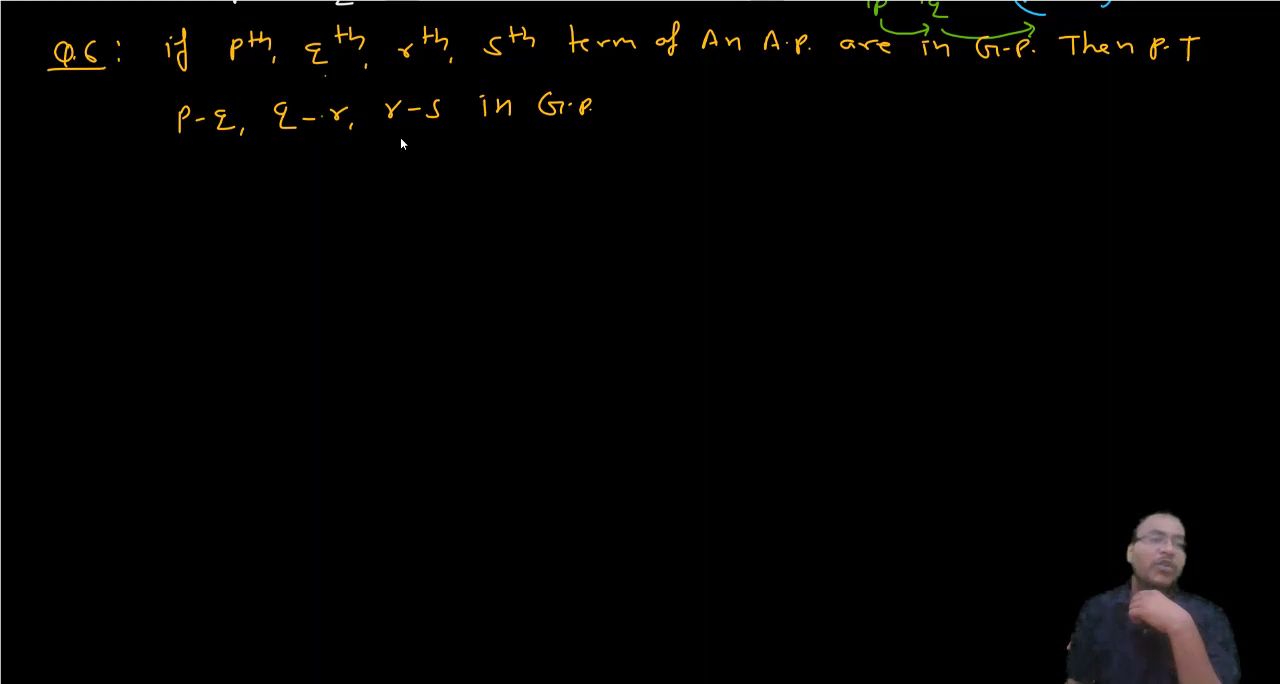 Q.6: if pth, qth, rth, sth term of An A.P. are in G.P. Then P.T
p-q, q-r, r-s in G.P.